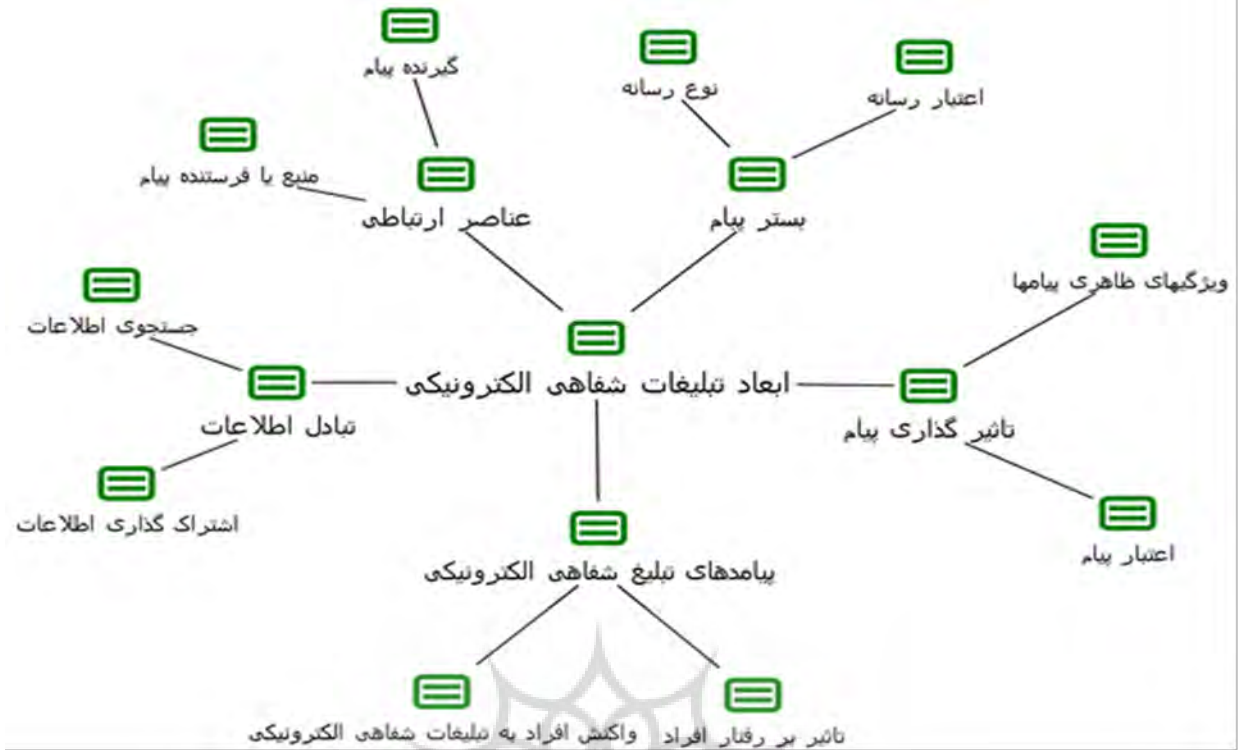 گیرنده پیام
نوع رسانه
اعتبار رسانه
منبع یا فرستنده پیام
عناصر ارتباطی
بستر پیام
ویژگیهای ظاهری پیامها
جستجوی اطلاعات
ابعاد تبلیغات شفاهی الکترونیکی
تبادل اطلاعات
تاثیر گذاری پیام
اشتراک گذاری اطلاعات
اعتبار پیام
پیامدهای تبلیغ شفاهی الکترونیکی
تاثیر بر رفتار افراد
واکنش افراد به تبلیغات شفاهی الکترونیکی